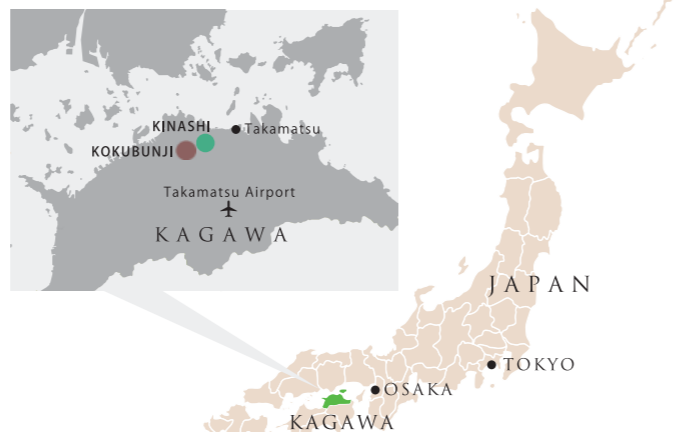 KINASHI
Takamatsu
KOKUBUNJI
Takamatsu Airport
KAGAWA
JAPAN
TOKYO
OSAKA
KAGAWA